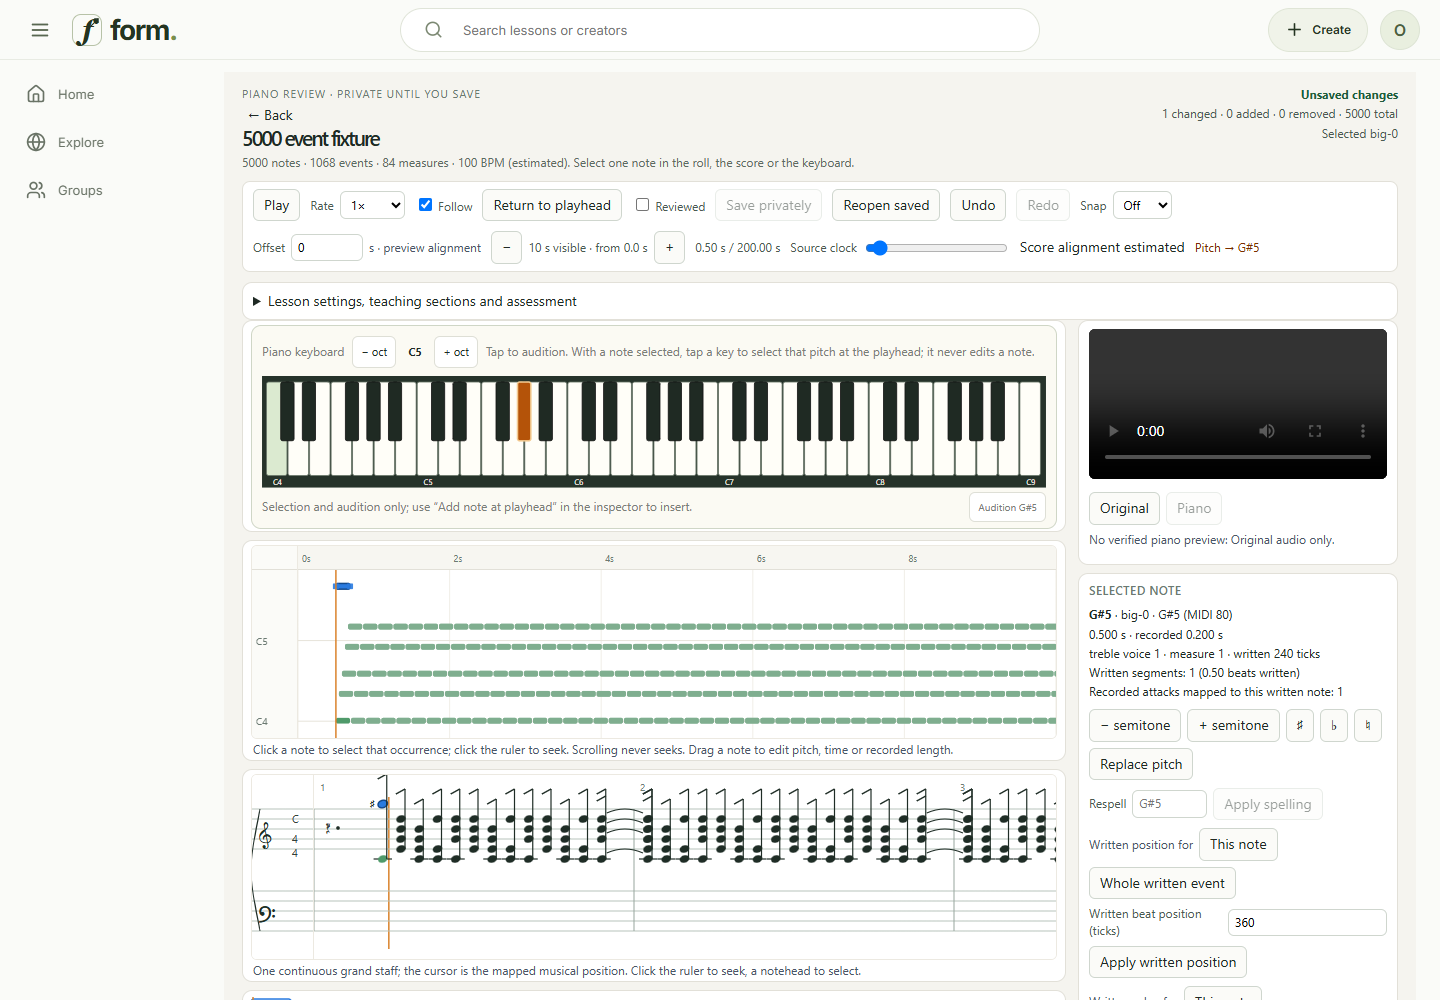 form.
Search lessons or creators
Create
O
Home
Explore
Groups
PIANO REVIEW · PRIVATE UNTIL YOU SAVE
← Back
5000 event fixture
5000 notes · 1068 events · 84 measures · 100 BPM (estimated). Select one note in the roll, the score or the keyboard.
Unsaved changes
1 changed · 0 added · 0 removed · 5000 total
Selected big-0
Play
Rate 1×
Follow
Return to playhead
Reviewed
Save privately
Reopen saved
Undo
Redo
Snap Off
Offset 0 s · preview alignment
− 10 s visible · from 0.0 s +
0.50 s / 200.00 s
Source clock
Score alignment estimated
Pitch → G#5
▶ Lesson settings, teaching sections and assessment
Piano keyboard − oct C5 + oct Tap to audition. With a note selected, tap a key to select that pitch at the playhead; it never edits a note.
C4 C5 C6 C7 C8 C9
Selection and audition only; use “Add note at playhead” in the inspector to insert.
Audition G#5
0s 2s 4s 6s 8s
C5
C4
Click a note to select that occurrence; click the ruler to seek. Scrolling never seeks. Drag a note to edit pitch, time or recorded length.
1 2 3
C
4
4
One continuous grand staff; the cursor is the mapped musical position. Click the ruler to seek, a notehead to select.
0:00
Original
Piano
No verified piano preview: Original audio only.
SELECTED NOTE
G#5 · big-0 · G#5 (MIDI 80)
0.500 s · recorded 0.200 s
treble voice 1 · measure 1 · written 240 ticks
Written segments: 1 (0.50 beats written)
Recorded attacks mapped to this written note: 1
− semitone + semitone ♯ ♭ ♮
Replace pitch
Respell G#5 Apply spelling
Written position for This note
Whole written event
Written beat position (ticks) 360
Apply written position